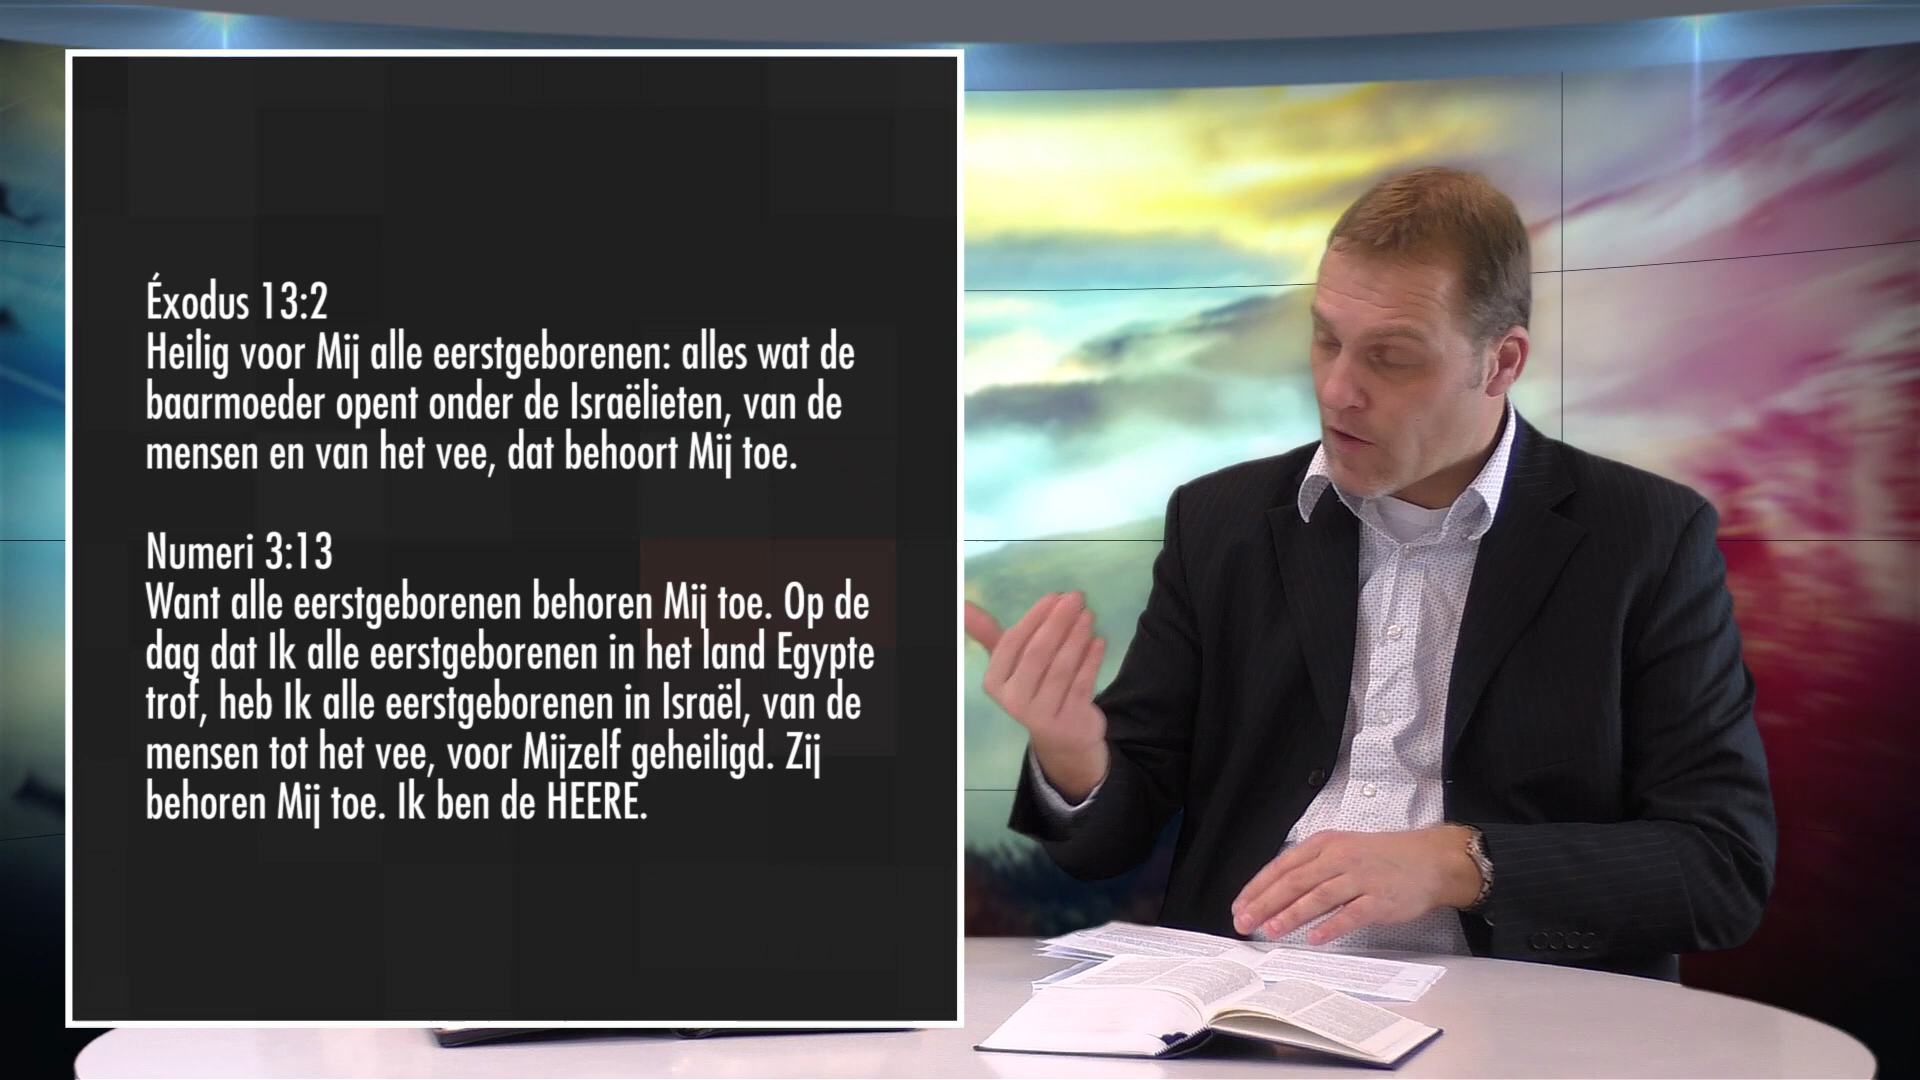 Éxodus 13:2
Heilig voor Mij alle eerstgeborenen: alles wat de
baarmoeder opent onder de Israëlieten, van de
mensen en van het vee, dat behoort Mij toe.
Numeri 3:13
Want alle eerstgeborenen behoren Mij toe. Op de
dag dat Ik alle eerstgeborenen in het land Egypte
trof, heb Ik alle eerstgeborenen in Israël, van de
mensen tot het vee, voor Mijzelf geheiligd. Zij
behoren Mij toe. Ik ben de HEERE.